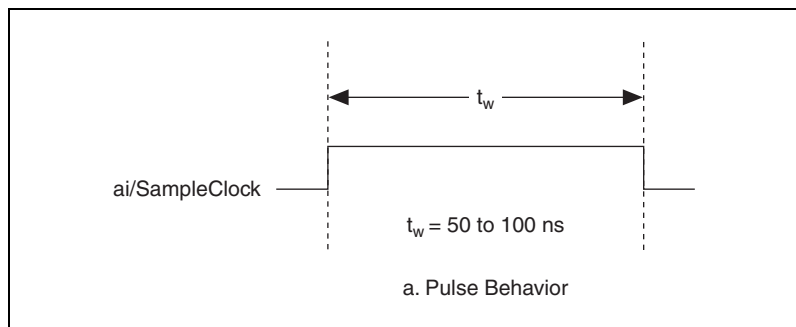 t_w
ai/SampleClock
t_w = 50 to 100 ns
a. Pulse Behavior